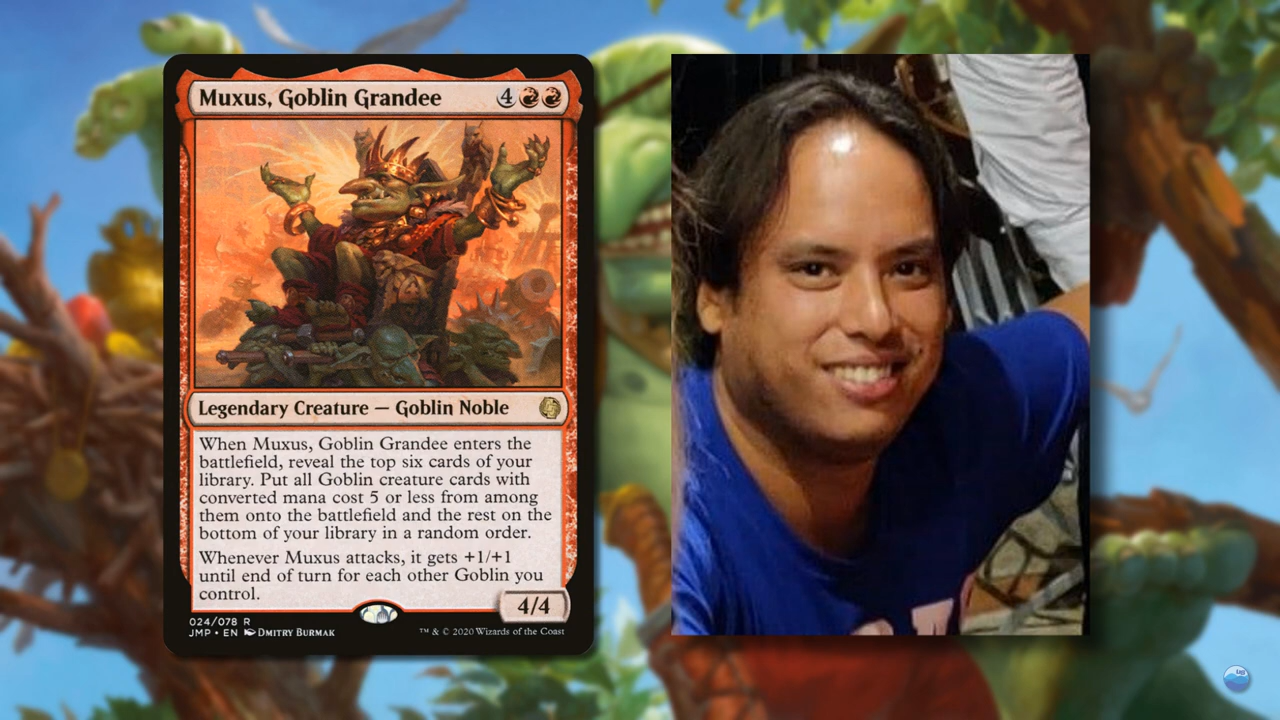 Muxus, Goblin Grandee 4
Legendary Creature — Goblin Noble
When Muxus, Goblin Grandee enters the
battlefield, reveal the top six cards of your
library. Put all Goblin creature cards with
converted mana cost 5 or less from among
them onto the battlefield and the rest on the
bottom of your library in a random order.
Whenever Muxus attacks, it gets +1/+1
until end of turn for each other Goblin you
control.
4/4
024/078 R
JMP • EN Dmitry Burmak
™ & © 2020 Wizards of the Coast